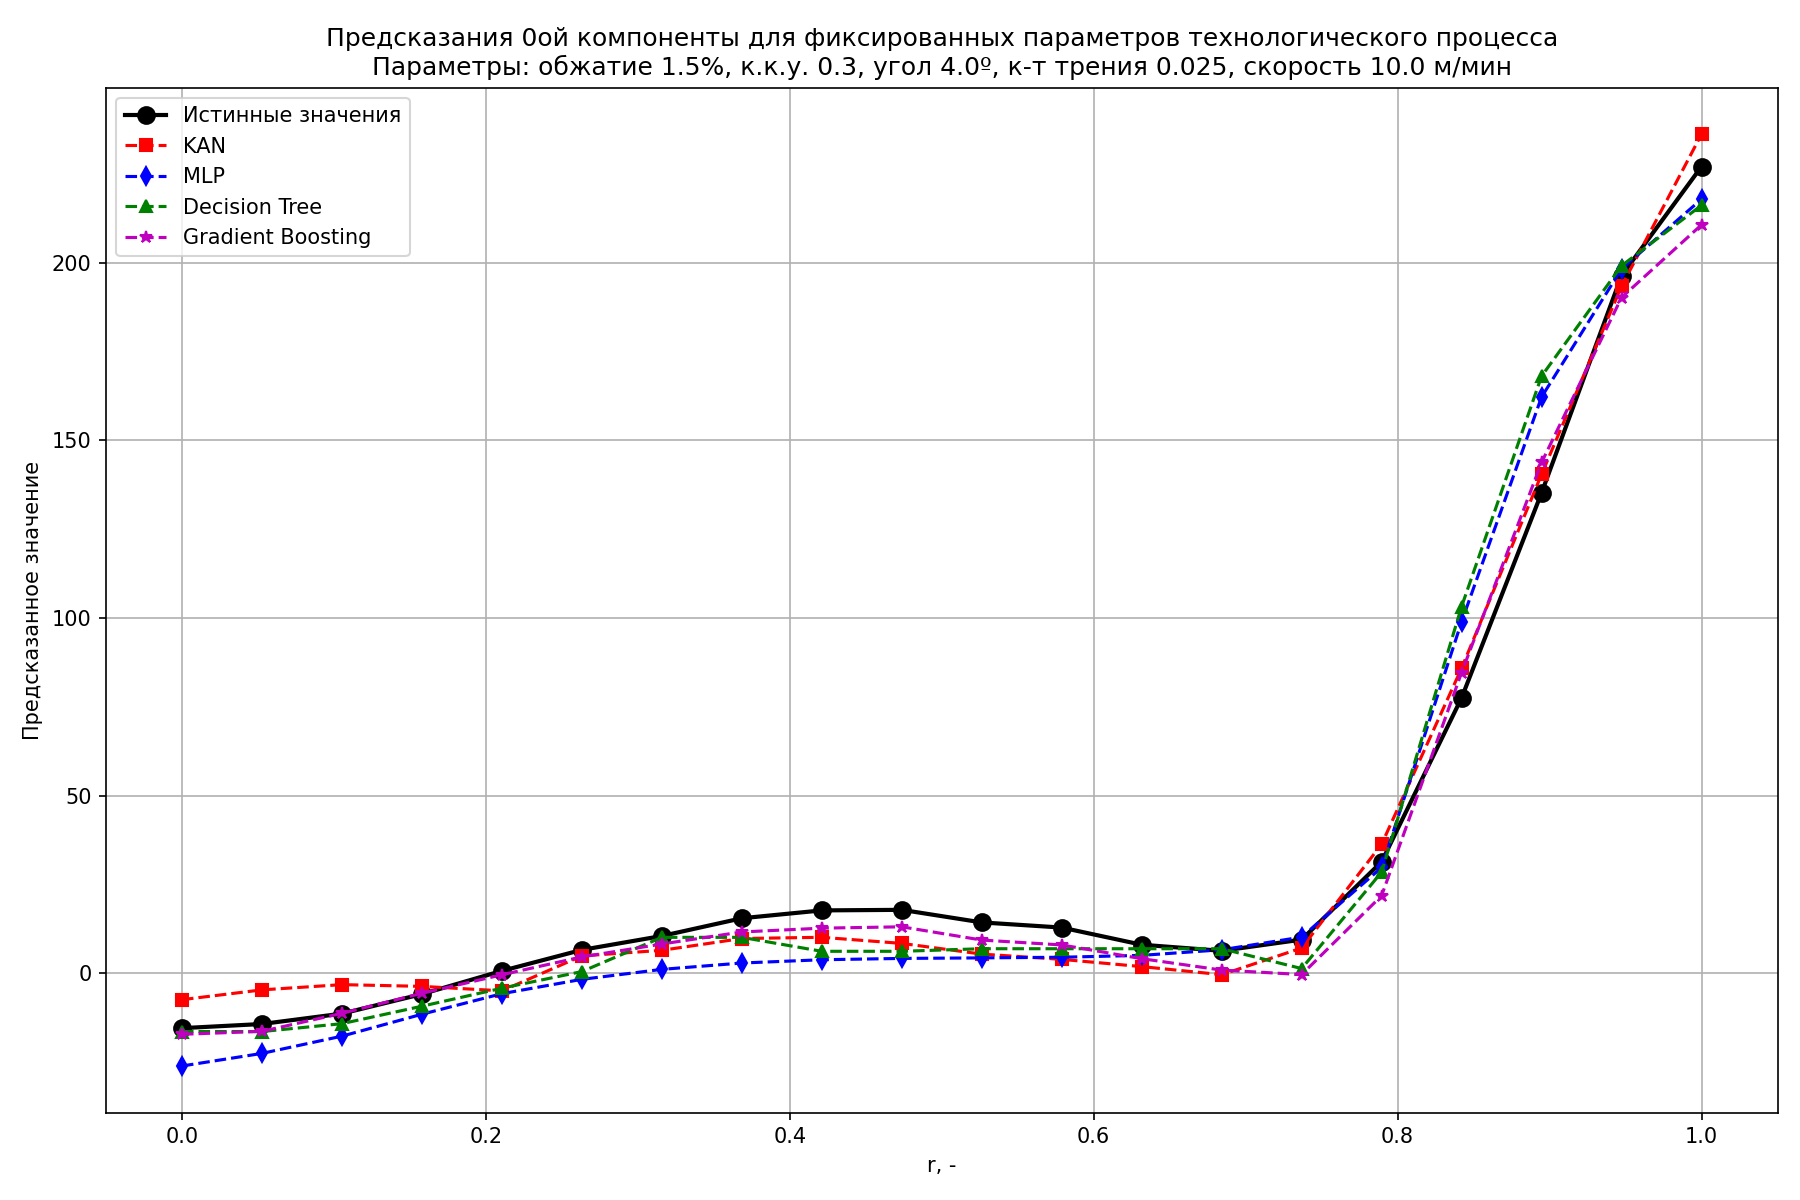 Предсказания 0ой компоненты для фиксированных параметров технологического процесса
Параметры: обжатие 1.5%, к.к.у. 0.3, угол 4.0º, к-т трения 0.025, скорость 10.0 м/мин
Истинные значения
KAN
MLP
Decision Tree
Gradient Boosting
Предсказанное значение
200
150
100
50
0
0.0
0.2
0.4
0.6
0.8
1.0
r, -